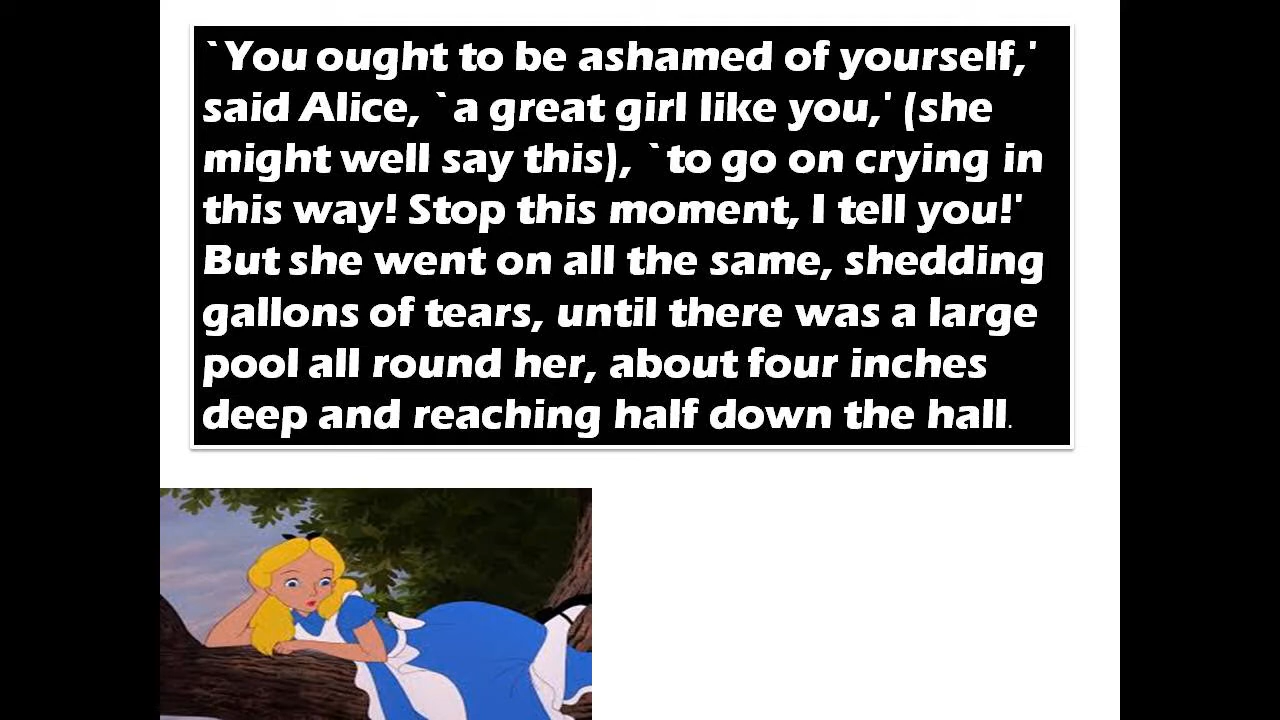 `You ought to be ashamed of yourself,'
said Alice, `a great girl like you,' (she
might well say this), `to go on crying in
this way! Stop this moment, I tell you!'
But she went on all the same, shedding
gallons of tears, until there was a large
pool all round her, about four inches
deep and reaching half down the hall.